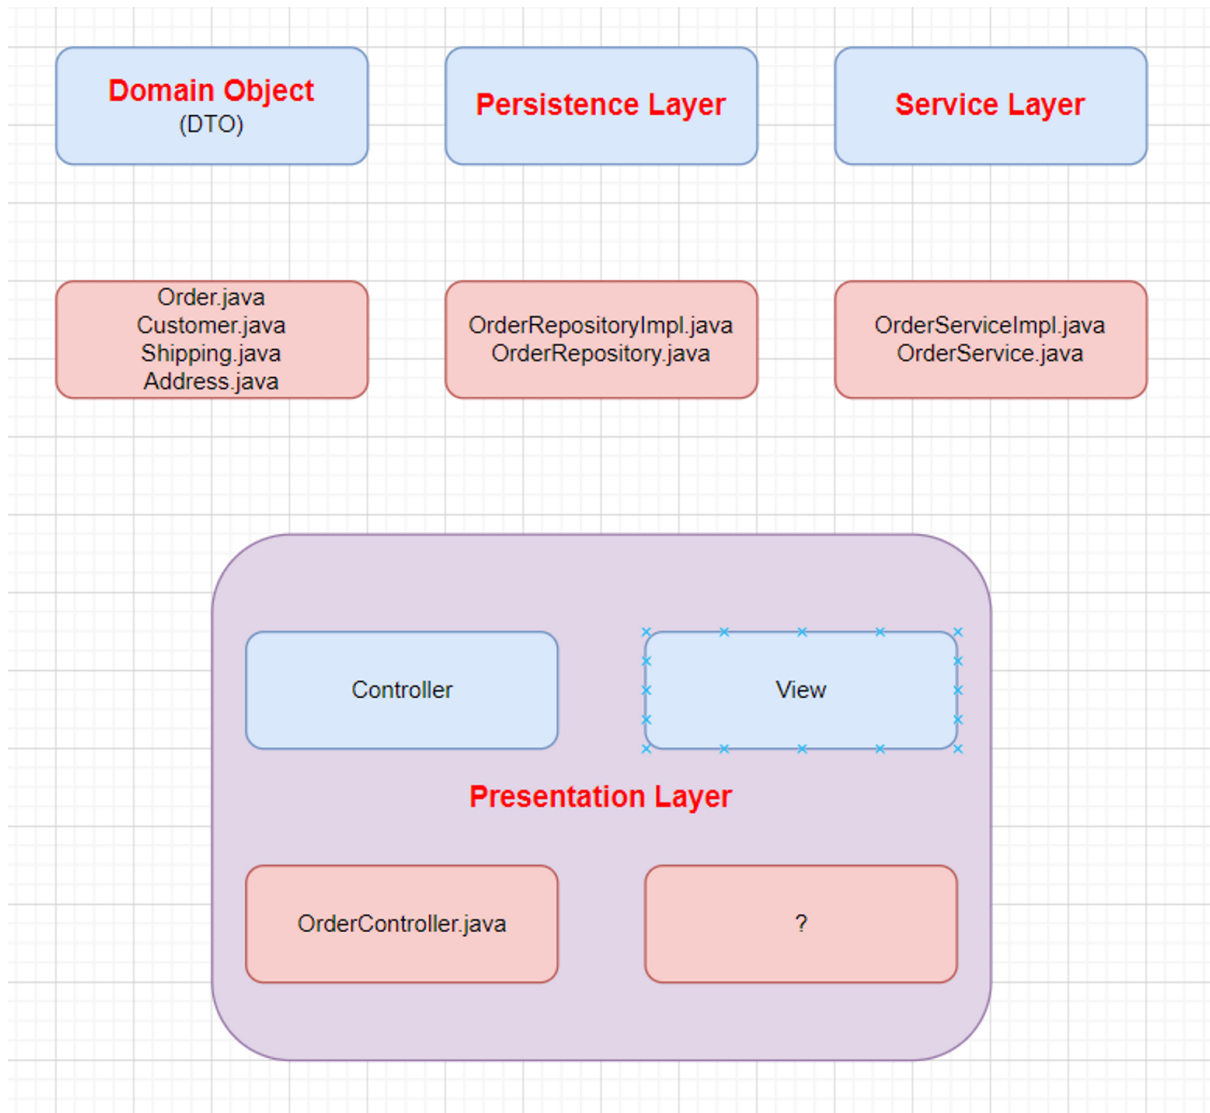 Domain Object
(DTO)
Persistence Layer
Service Layer
Order.java
Customer.java
Shipping.java
Address.java
OrderRepositoryImpl.java
OrderRepository.java
OrderServiceImpl.java
OrderService.java
Controller
View
Presentation Layer
OrderController.java
?